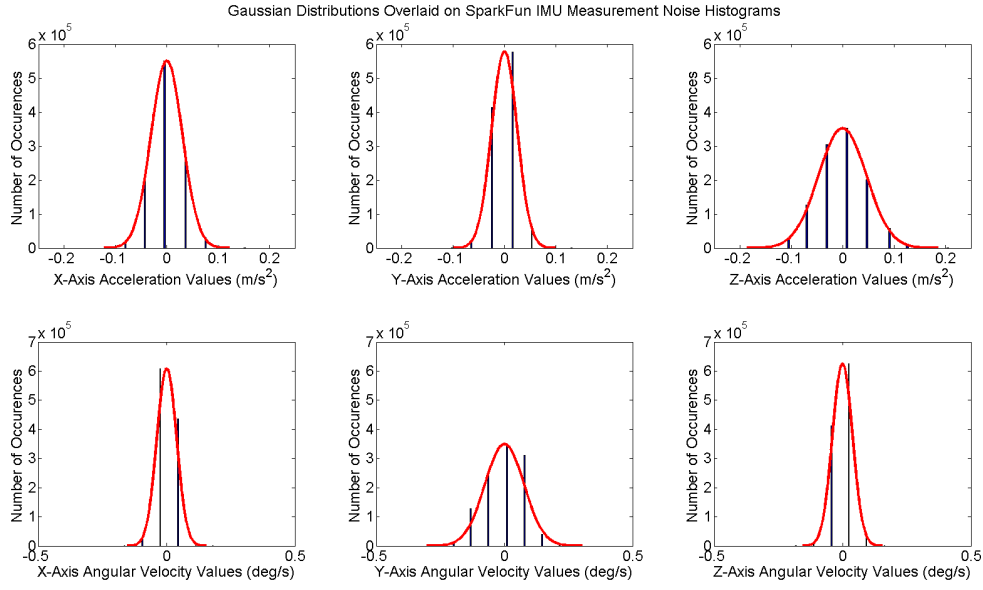 Gaussian Distributions Overlaid on SparkFun IMU Measurement Noise Histograms
x 10^5
6
5
4
3
2
1
0
Number of Occurences
-0.2 -0.1 0 0.1 0.2
X-Axis Acceleration Values (m/s^2)
x 10^5
6
5
4
3
2
1
0
Number of Occurences
-0.2 -0.1 0 0.1 0.2
Y-Axis Acceleration Values (m/s^2)
x 10^5
6
5
4
3
2
1
0
Number of Occurences
-0.2 -0.1 0 0.1 0.2
Z-Axis Acceleration Values (m/s^2)
x 10^5
7
6
5
4
3
2
1
0
Number of Occurences
-0.5 0 0.5
X-Axis Angular Velocity Values (deg/s)
x 10^5
7
6
5
4
3
2
1
0
Number of Occurences
-0.5 0 0.5
Y-Axis Angular Velocity Values (deg/s)
x 10^5
7
6
5
4
3
2
1
0
Number of Occurences
-0.5 0 0.5
Z-Axis Angular Velocity Values (deg/s)